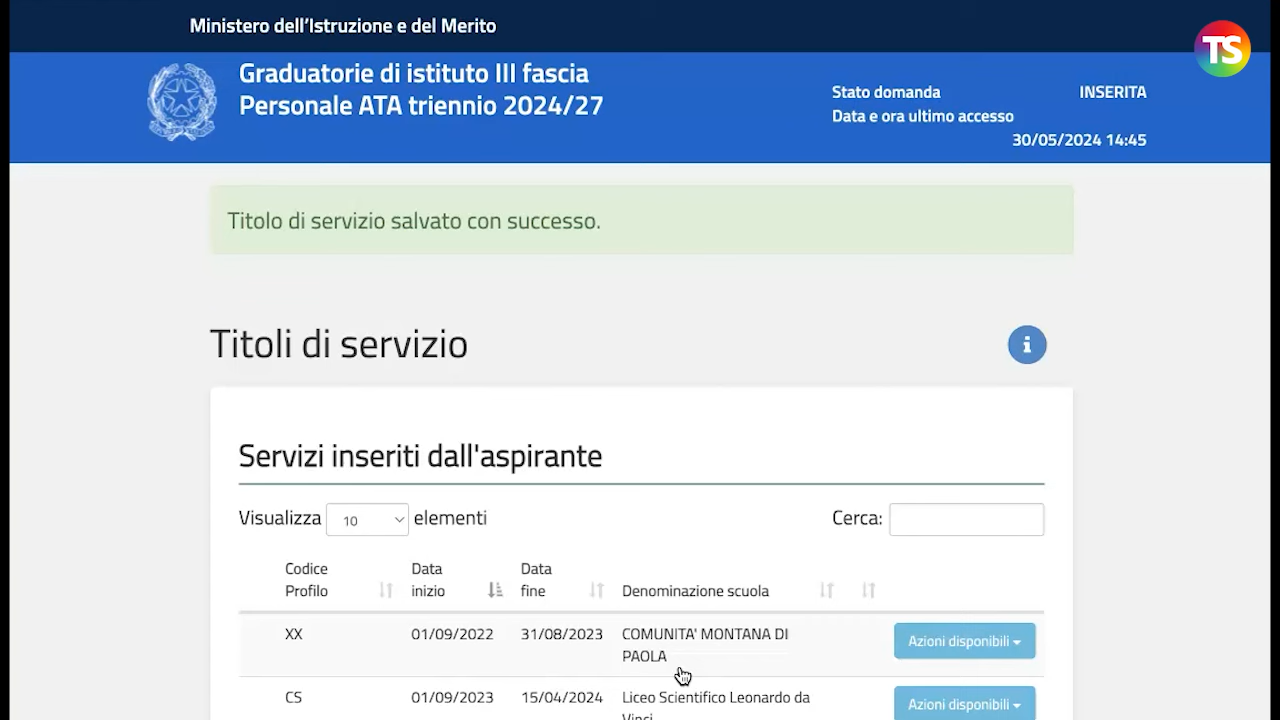 Ministero dell'Istruzione e del Merito
TS
Graduatorie di istituto III fascia
Personale ATA triennio 2024/27
Stato domanda INSERITA
Data e ora ultimo accesso
30/05/2024 14:45
Titolo di servizio salvato con successo.
Titoli di servizio
i
Servizi inseriti dall'aspirante
Visualizza 10 elementi Cerca:
Codice Data Data
Profilo inizio fine Denominazione scuola
XX 01/09/2022 31/08/2023 COMUNITA' MONTANA DI Azioni disponibili
PAOLA
CS 01/09/2023 15/04/2024 Liceo Scientifico Leonardo da Azioni disponibili
Vinci